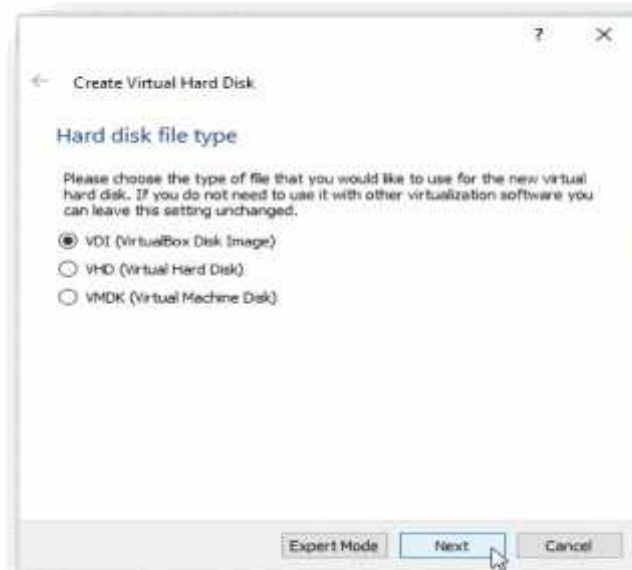 ?
Create Virtual Hard Disk
Hard disk file type
Please choose the type of file that you would like to use for the new virtual
hard disk. If you do not need to use it with other virtualization software you
can leave this setting unchanged.
VDI (VirtualBox Disk Image)
VHD (Virtual Hard Disk)
VMDK (Virtual Machine Disk)
Expert Mode Next Cancel